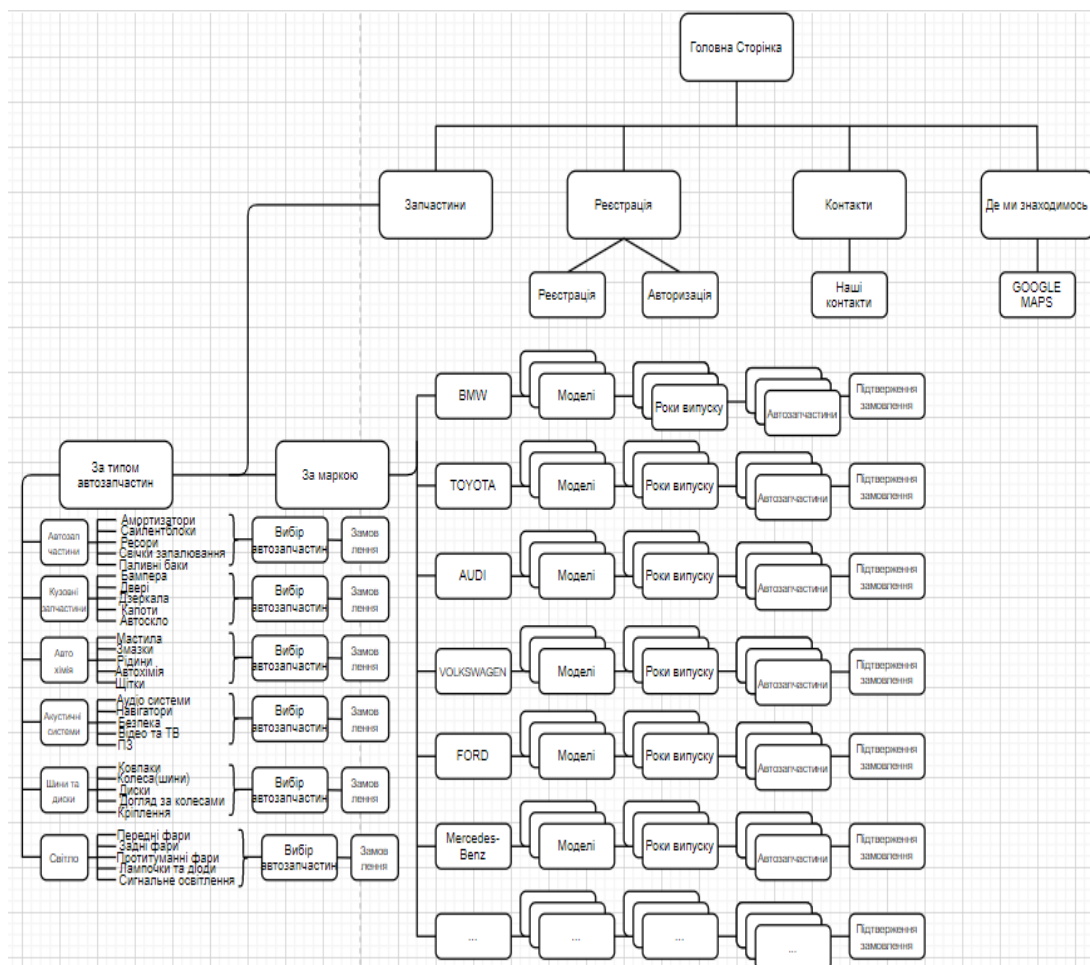 Головна Сторінка
Запчастини
Реєстрація
Контакти
Де ми знаходимось
Реєстрація
Авторизація
Наші
контакти
GOOGLE
MAPS
BMW
Моделі
Роки випуску
Автозапчастини
Підтверження
замовлення
За типом
автозапчастин
За маркою
TOYOTA
Моделі
Роки випуску
Автозапчастини
Підтверження
замовлення
Автозап
частини
Амортизатори
Сайлентблоки
Ресори
Свічки запалювання
Паливні баки
Вибір
автозапчастин
Замов
лення
Кузовні
запчастини
Бампера
Двері
Дзеркала
Капоти
Автоскло
Вибір
автозапчастин
Замов
лення
AUDI
Моделі
Роки випуску
Автозапчастини
Підтверження
замовлення
Авто
хімія
Мастила
Змазки
Рідини
Автохімія
Щітки
Вибір
автозапчастин
Замов
лення
VOLKSWAGEN
Моделі
Роки випуску
Автозапчастини
Підтверження
замовлення
Акустичні
системи
Аудіо системи
Навігатори
Безпека
Відео та ТВ
ПЗ
Вибір
автозапчастин
Замов
лення
FORD
Моделі
Роки випуску
Автозапчастини
Підтверження
замовлення
Шини та
диски
Ковпаки
Колеса(шини)
Диски
Догляд за колесами
Кріплення
Вибір
автозапчастин
Замов
лення
Mercedes-
Benz
Моделі
Роки випуску
Автозапчастини
Підтверження
замовлення
Світло
Передні фари
Задні фари
Протитуманні фари
Лампочки та діоди
Сигнальне освітлення
Вибір
автозапчастин
Замов
лення
...
...
...
...
Підтверження
замовлення